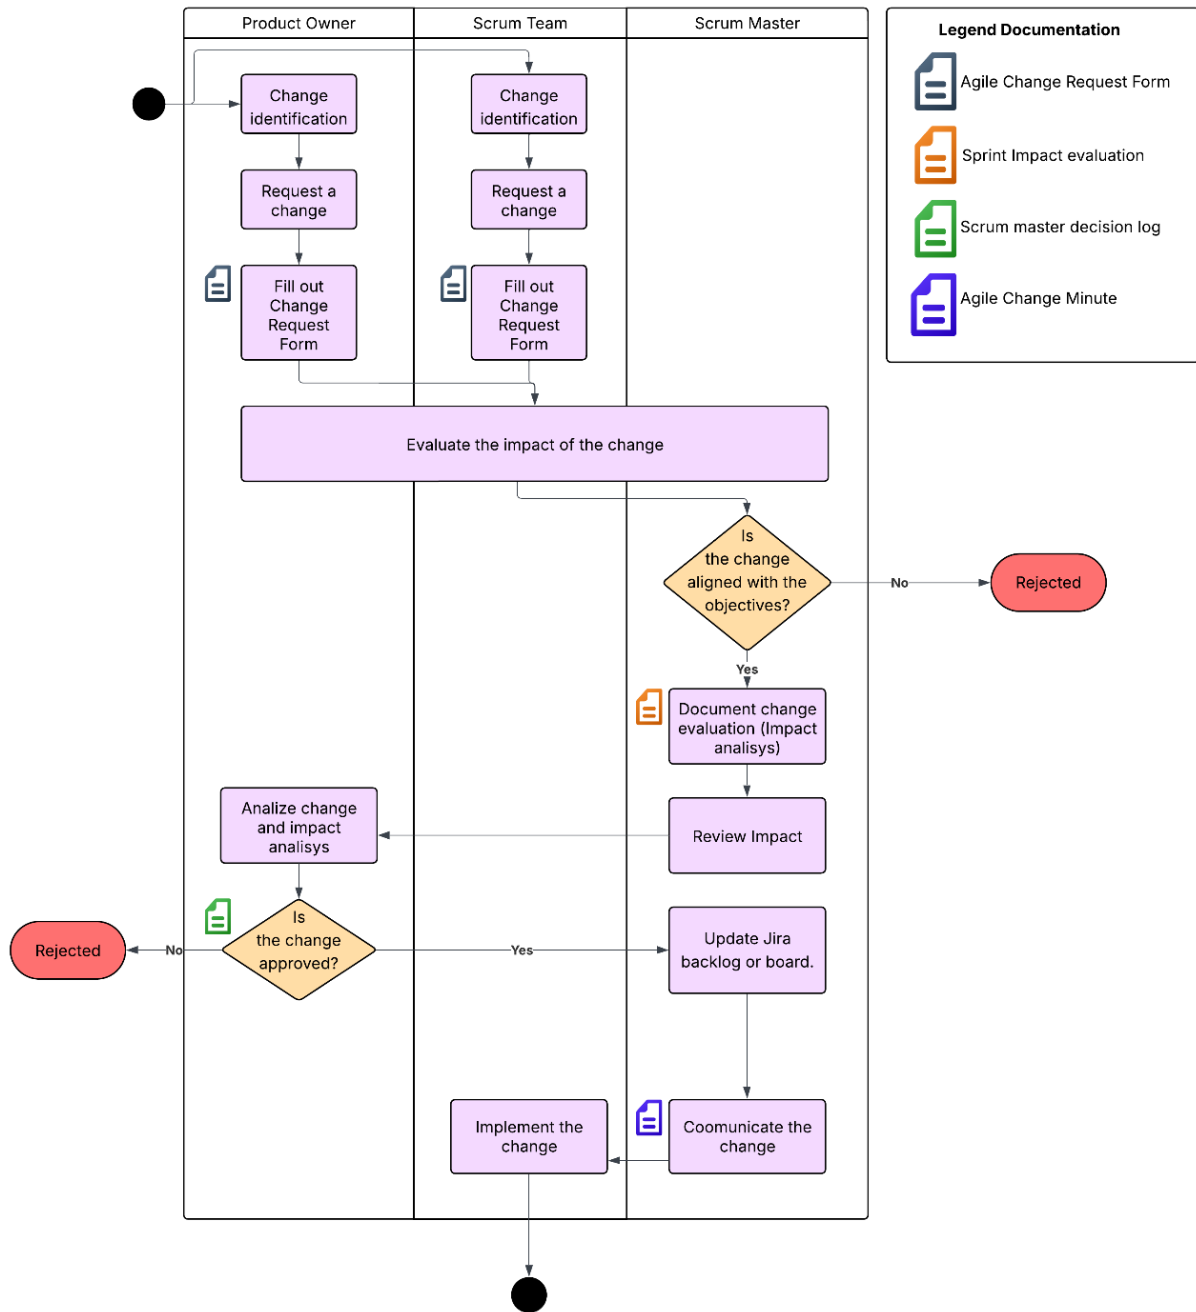 Product Owner
Scrum Team
Scrum Master
Legend Documentation
Agile Change Request Form
Sprint Impact evaluation
Scrum master decision log
Agile Change Minute
Change
identification
Change
identification
Request a
change
Request a
change
Fill out
Change
Request
Form
Fill out
Change
Request
Form
Evaluate the impact of the change
Is
the change
aligned with the
objectives?
No
Rejected
Yes
Document change
evaluation (Impact
analisys)
Analize change
and impact
analisys
Review Impact
Is
the change
approved?
No
Rejected
Yes
Update Jira
backlog or board.
Coomunicate the
change
Implement the
change